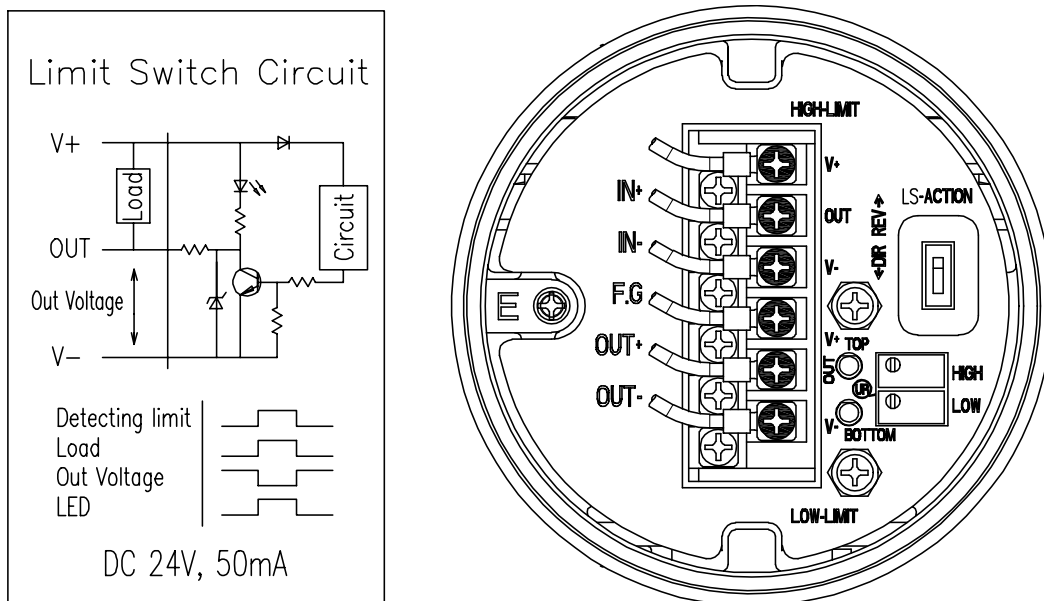 Limit Switch Circuit
V+
Load
OUT
Out Voltage
V-
Circuit
Detecting limit
Load
Out Voltage
LED
DC 24V, 50mA
HIGH-LIMIT
IN+
IN-
F.G
OUT+
OUT-
E
V+
OUT
V-
V+
OUT
V-
LS-ACTION
←DIR REV→
TOP
BOTTOM
UR
HIGH
LOW
LOW-LIMIT